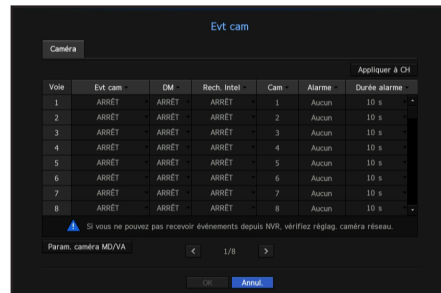 Evt cam
Caméra
Appliquer à CH
Voie Evt cam DM Rech. Intel Cam Alarme Durée alarme
1 ARRÊT ARRÊT ARRÊT 1 Aucun 10 s
2 ARRÊT ARRÊT ARRÊT 2 Aucun 10 s
3 ARRÊT ARRÊT ARRÊT 3 Aucun 10 s
4 ARRÊT ARRÊT ARRÊT 4 Aucun 10 s
5 ARRÊT ARRÊT ARRÊT 5 Aucun 10 s
6 ARRÊT ARRÊT ARRÊT 6 Aucun 10 s
7 ARRÊT ARRÊT ARRÊT 7 Aucun 10 s
8 ARRÊT ARRÊT ARRÊT 8 Aucun 10 s
Si vous ne pouvez pas recevoir événements depuis NVR, vérifiez réglag. caméra réseau.
Param. caméra MD/VA
< 1/8 >
OK Annul.